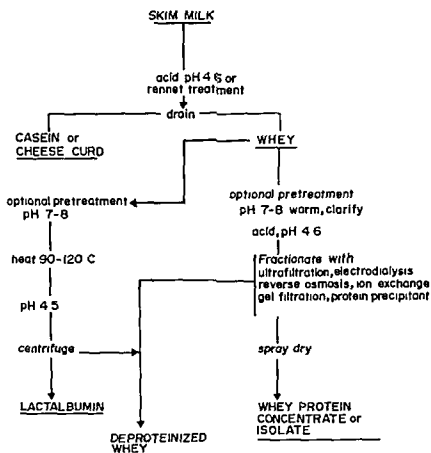 SKIM MILK
acid pH 4 6 or
rennet treatment
drain
CASEIN or
CHEESE CURD
WHEY
optional pretreatment
pH 7-8
optional pretreatment
pH 7-8 warm, clarify
acid, pH 4 6
heat 90-120 C
Fractionate with
ultrafiltration, electrodialysis
reverse osmosis, ion exchange
gel filtration, protein precipitant
pH 4 5
centrifuge
spray dry
LACTALBUMIN
DEPROTEINIZED
WHEY
WHEY PROTEIN
CONCENTRATE or
ISOLATE